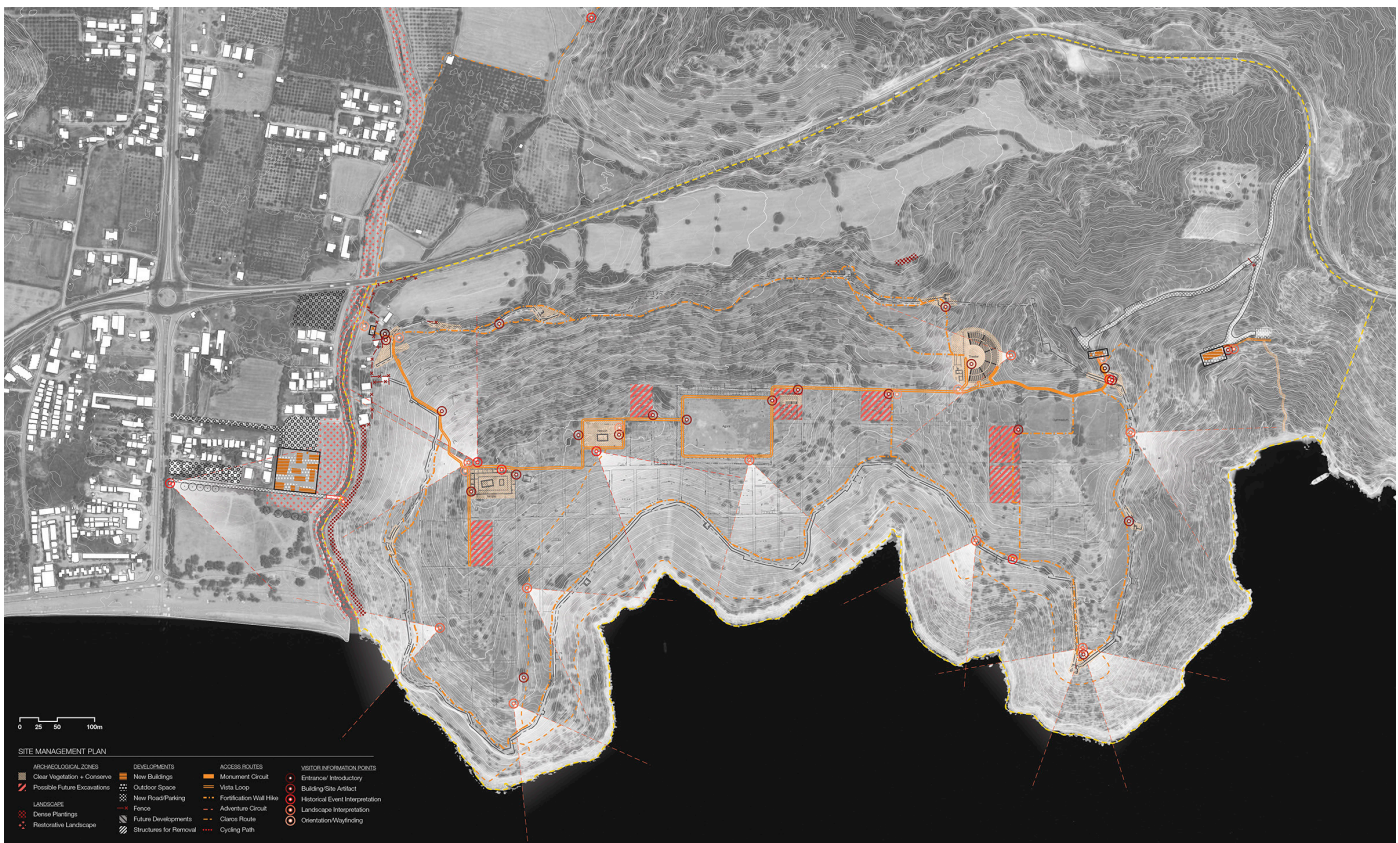 0 25 50 100m
SITE MANAGEMENT PLAN
ARCHAEOLOGICAL ZONES
Clear Vegetation + Conserve
Possible Future Excavations
LANDSCAPE
Dense Plantings
Restorative Landscape
DEVELOPMENTS
New Buildings
Outdoor Space
New Road/Parking
Fence
Future Developments
Structures for Removal
ACCESS ROUTES
Monument Circuit
Vista Loop
Fortification Wall Hike
Adventure Circuit
Claros Route
Cycling Path
VISITOR INFORMATION POINTS
Entrance/ Introductory
Building/Site Artifact
Historical Event Interpretation
Landscape Interpretation
Orientation/Wayfinding